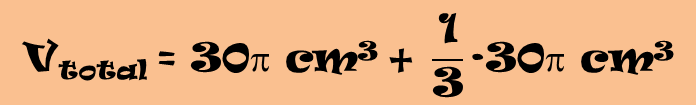 V_total = 30π cm³ + 1/3 · 30π cm³